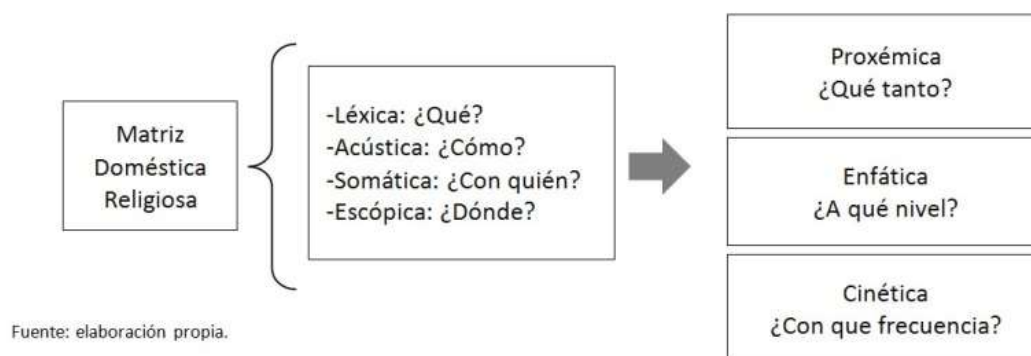 Matriz
Doméstica
Religiosa
-Léxica: ¿Qué?
-Acústica: ¿Cómo?
-Somática: ¿Con quién?
-Escópica: ¿Dónde?
Proxémica
¿Qué tanto?
Enfática
¿A qué nivel?
Cinética
¿Con que frecuencia?
Fuente: elaboración propia.